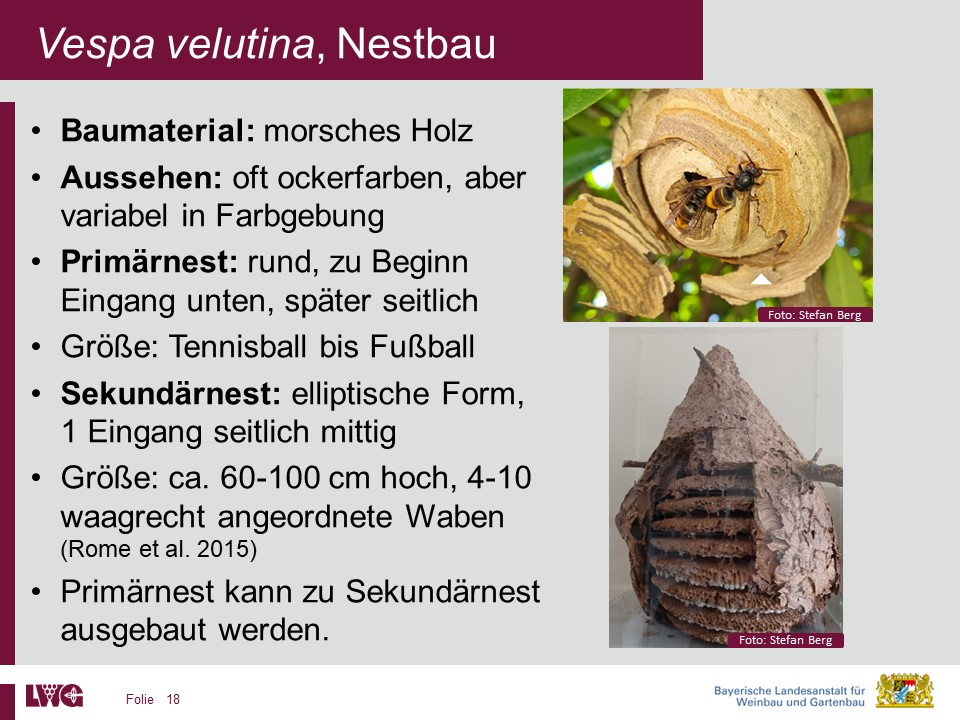 Vespa velutina, Nestbau
• Baumaterial: morsches Holz
• Aussehen: oft ockerfarben, aber
variabel in Farbgebung
• Primärnest: rund, zu Beginn
Eingang unten, später seitlich
• Größe: Tennisball bis Fußball
• Sekundärnest: elliptische Form,
1 Eingang seitlich mittig
• Größe: ca. 60-100 cm hoch, 4-10
waagrecht angeordnete Waben
(Rome et al. 2015)
• Primärnest kann zu Sekundärnest
ausgebaut werden.
Foto: Stefan Berg
Foto: Stefan Berg
LWG
Folie 18
Bayerische Landesanstalt für
Weinbau und Gartenbau